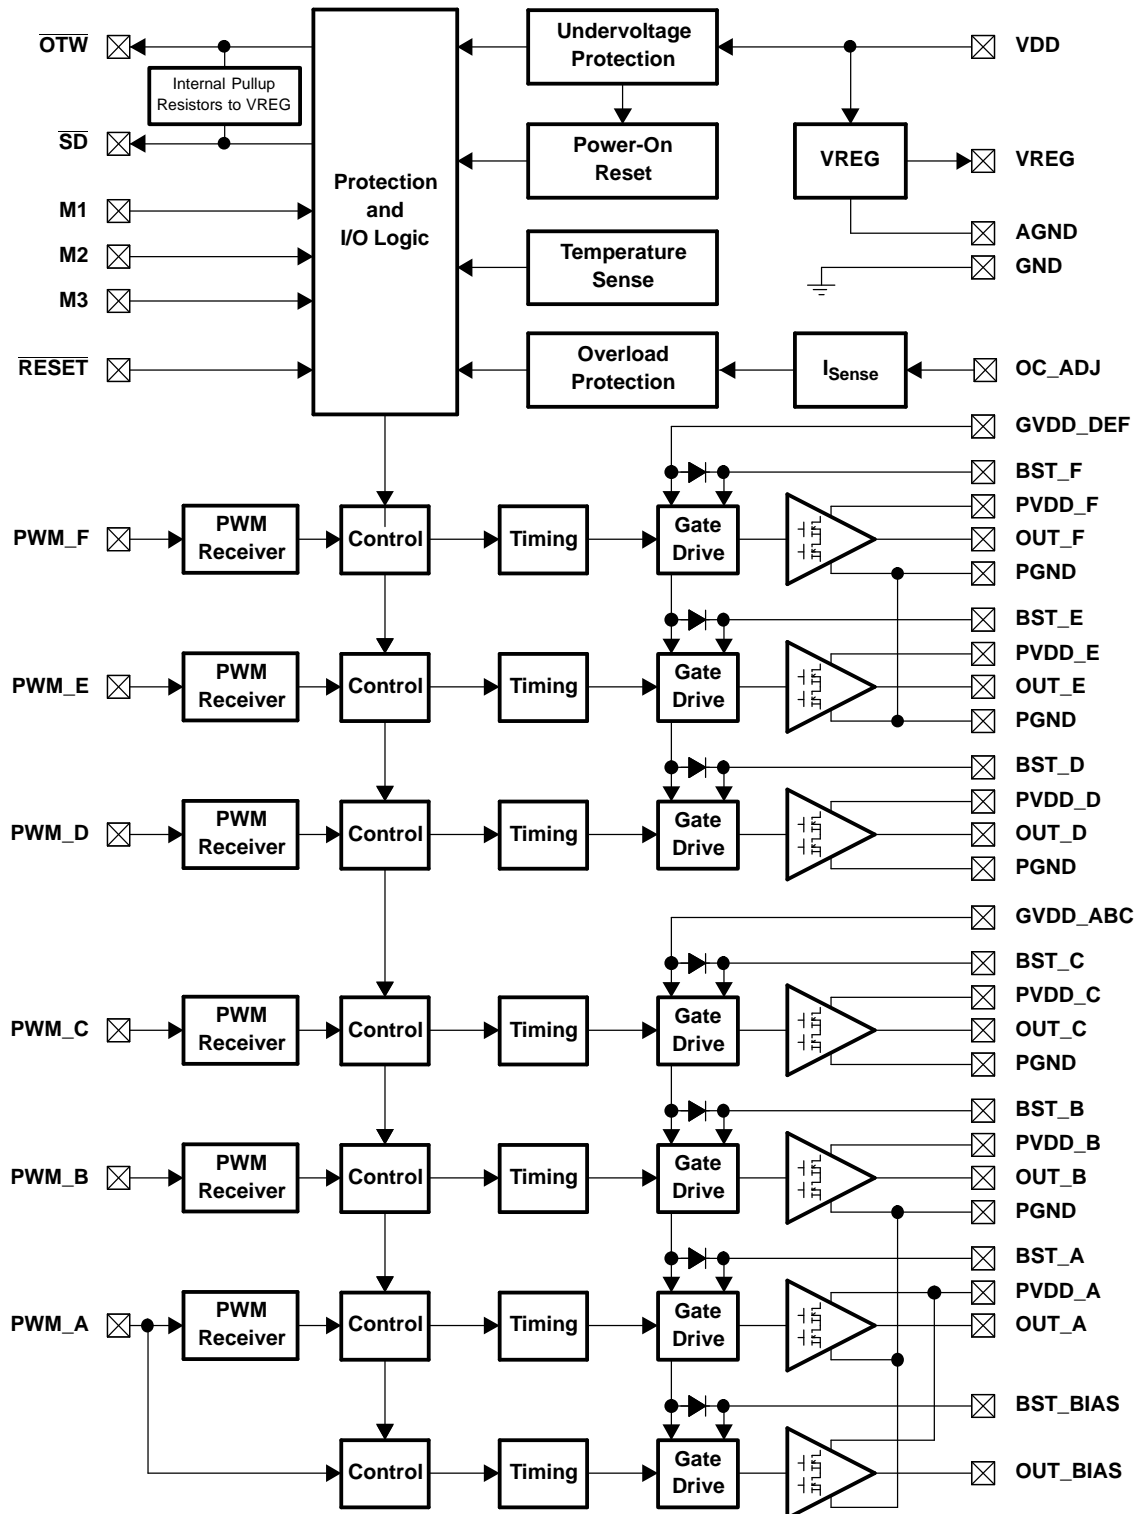 OTW
Internal Pullup
Resistors to VREG
SD
M1
M2
M3
RESET
Protection
and
I/O Logic
Undervoltage
Protection
Power-On
Reset
Temperature
Sense
Overload
Protection
VREG
ISense
VDD
VREG
AGND
GND
OC_ADJ
GVDD_DEF
BST_F
PWM_F
PWM
Receiver
Control
Timing
Gate
Drive
PVDD_F
OUT_F
PGND
BST_E
PWM_E
PWM
Receiver
Control
Timing
Gate
Drive
PVDD_E
OUT_E
PGND
BST_D
PWM_D
PWM
Receiver
Control
Timing
Gate
Drive
PVDD_D
OUT_D
PGND
GVDD_ABC
BST_C
PWM_C
PWM
Receiver
Control
Timing
Gate
Drive
PVDD_C
OUT_C
PGND
BST_B
PWM_B
PWM
Receiver
Control
Timing
Gate
Drive
PVDD_B
OUT_B
PGND
BST_A
PWM_A
PWM
Receiver
Control
Timing
Gate
Drive
PVDD_A
OUT_A
BST_BIAS
Control
Timing
Gate
Drive
OUT_BIAS